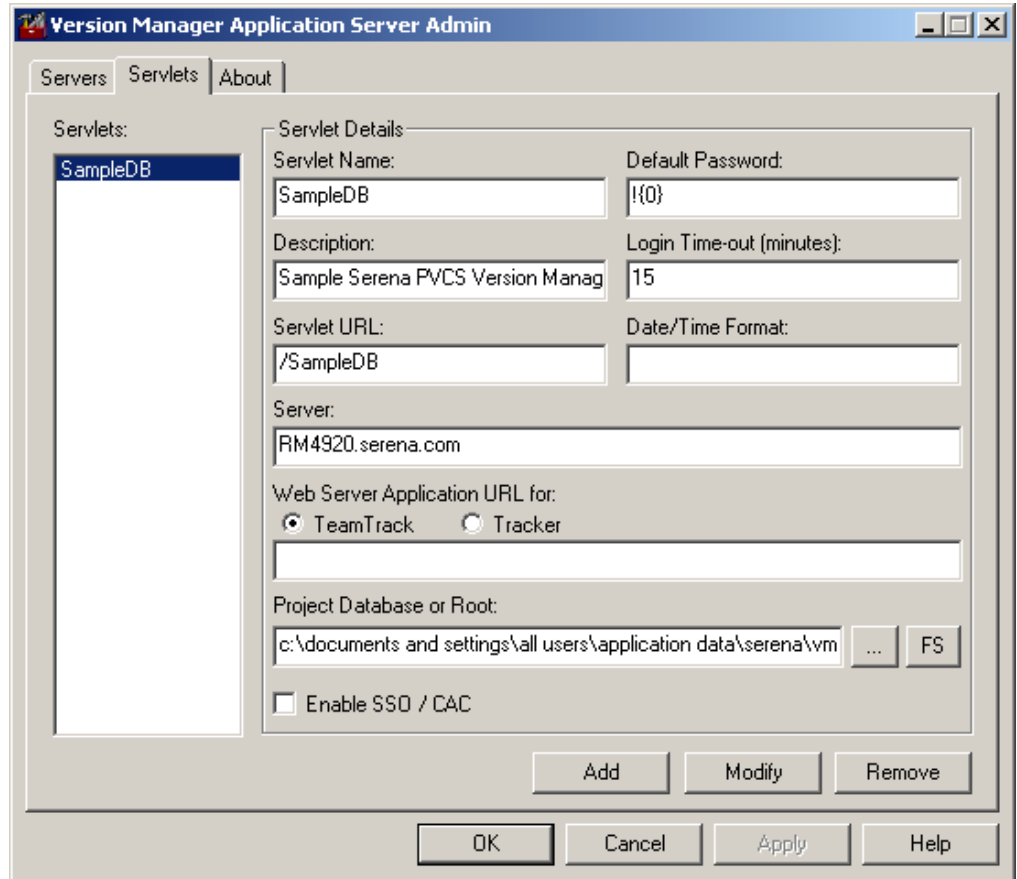 Version Manager Application Server Admin
Servers Servlets About
Servlets:
SampleDB
Servlet Details
Servlet Name:
Default Password:
SampleDB
!{0}
Description:
Login Time-out (minutes):
Sample Serena PVCS Version Manag
15
Servlet URL:
Date/Time Format:
/SampleDB
Server:
RM4920.serena.com
Web Server Application URL for:
TeamTrack Tracker
Project Database or Root:
c:\documents and settings\all users\application data\serena\vm
... FS
Enable SSO / CAC
Add Modify Remove
OK Cancel Apply Help